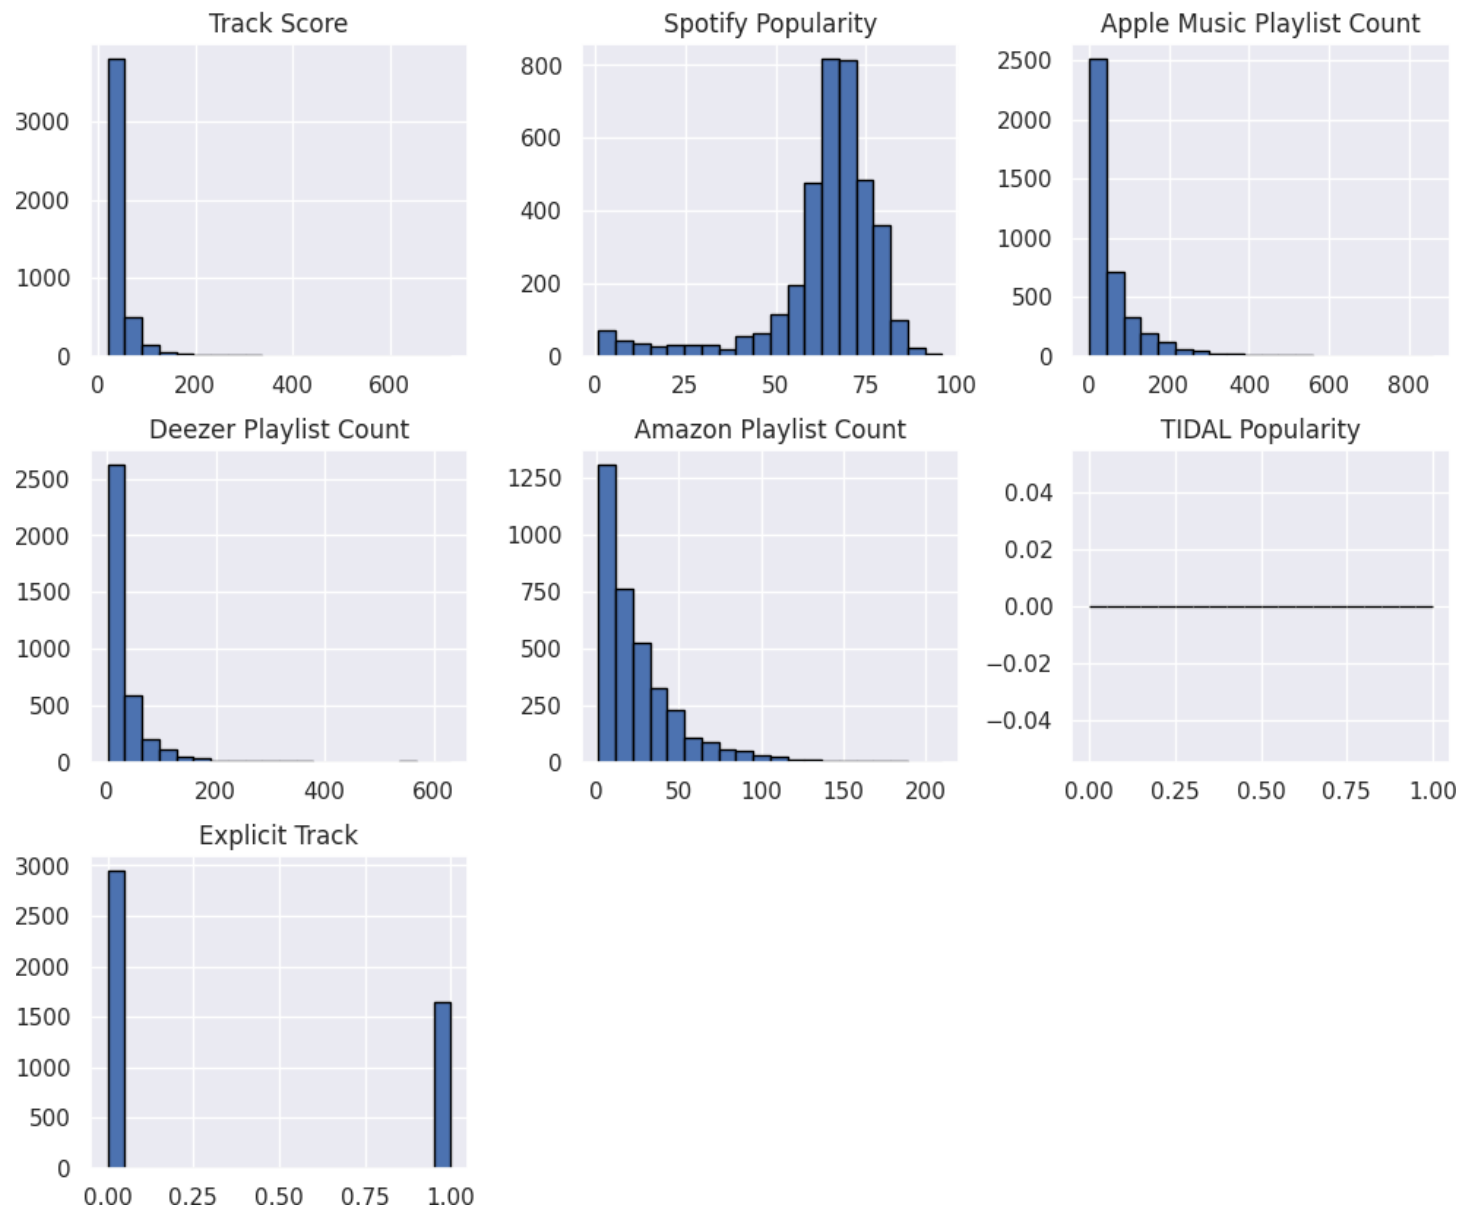 Track Score
3000
2000
1000
0
0 200 400 600
Spotify Popularity
800
600
400
200
0
0 25 50 75 100
Apple Music Playlist Count
2500
2000
1500
1000
500
0
0 200 400 600 800
Deezer Playlist Count
2500
2000
1500
1000
500
0
0 200 400 600
Amazon Playlist Count
1250
1000
750
500
250
0
0 50 100 150 200
TIDAL Popularity
0.04
0.02
0.00
−0.02
−0.04
0.00 0.25 0.50 0.75 1.00
Explicit Track
3000
2500
2000
1500
1000
500
0
0.00 0.25 0.50 0.75 1.00